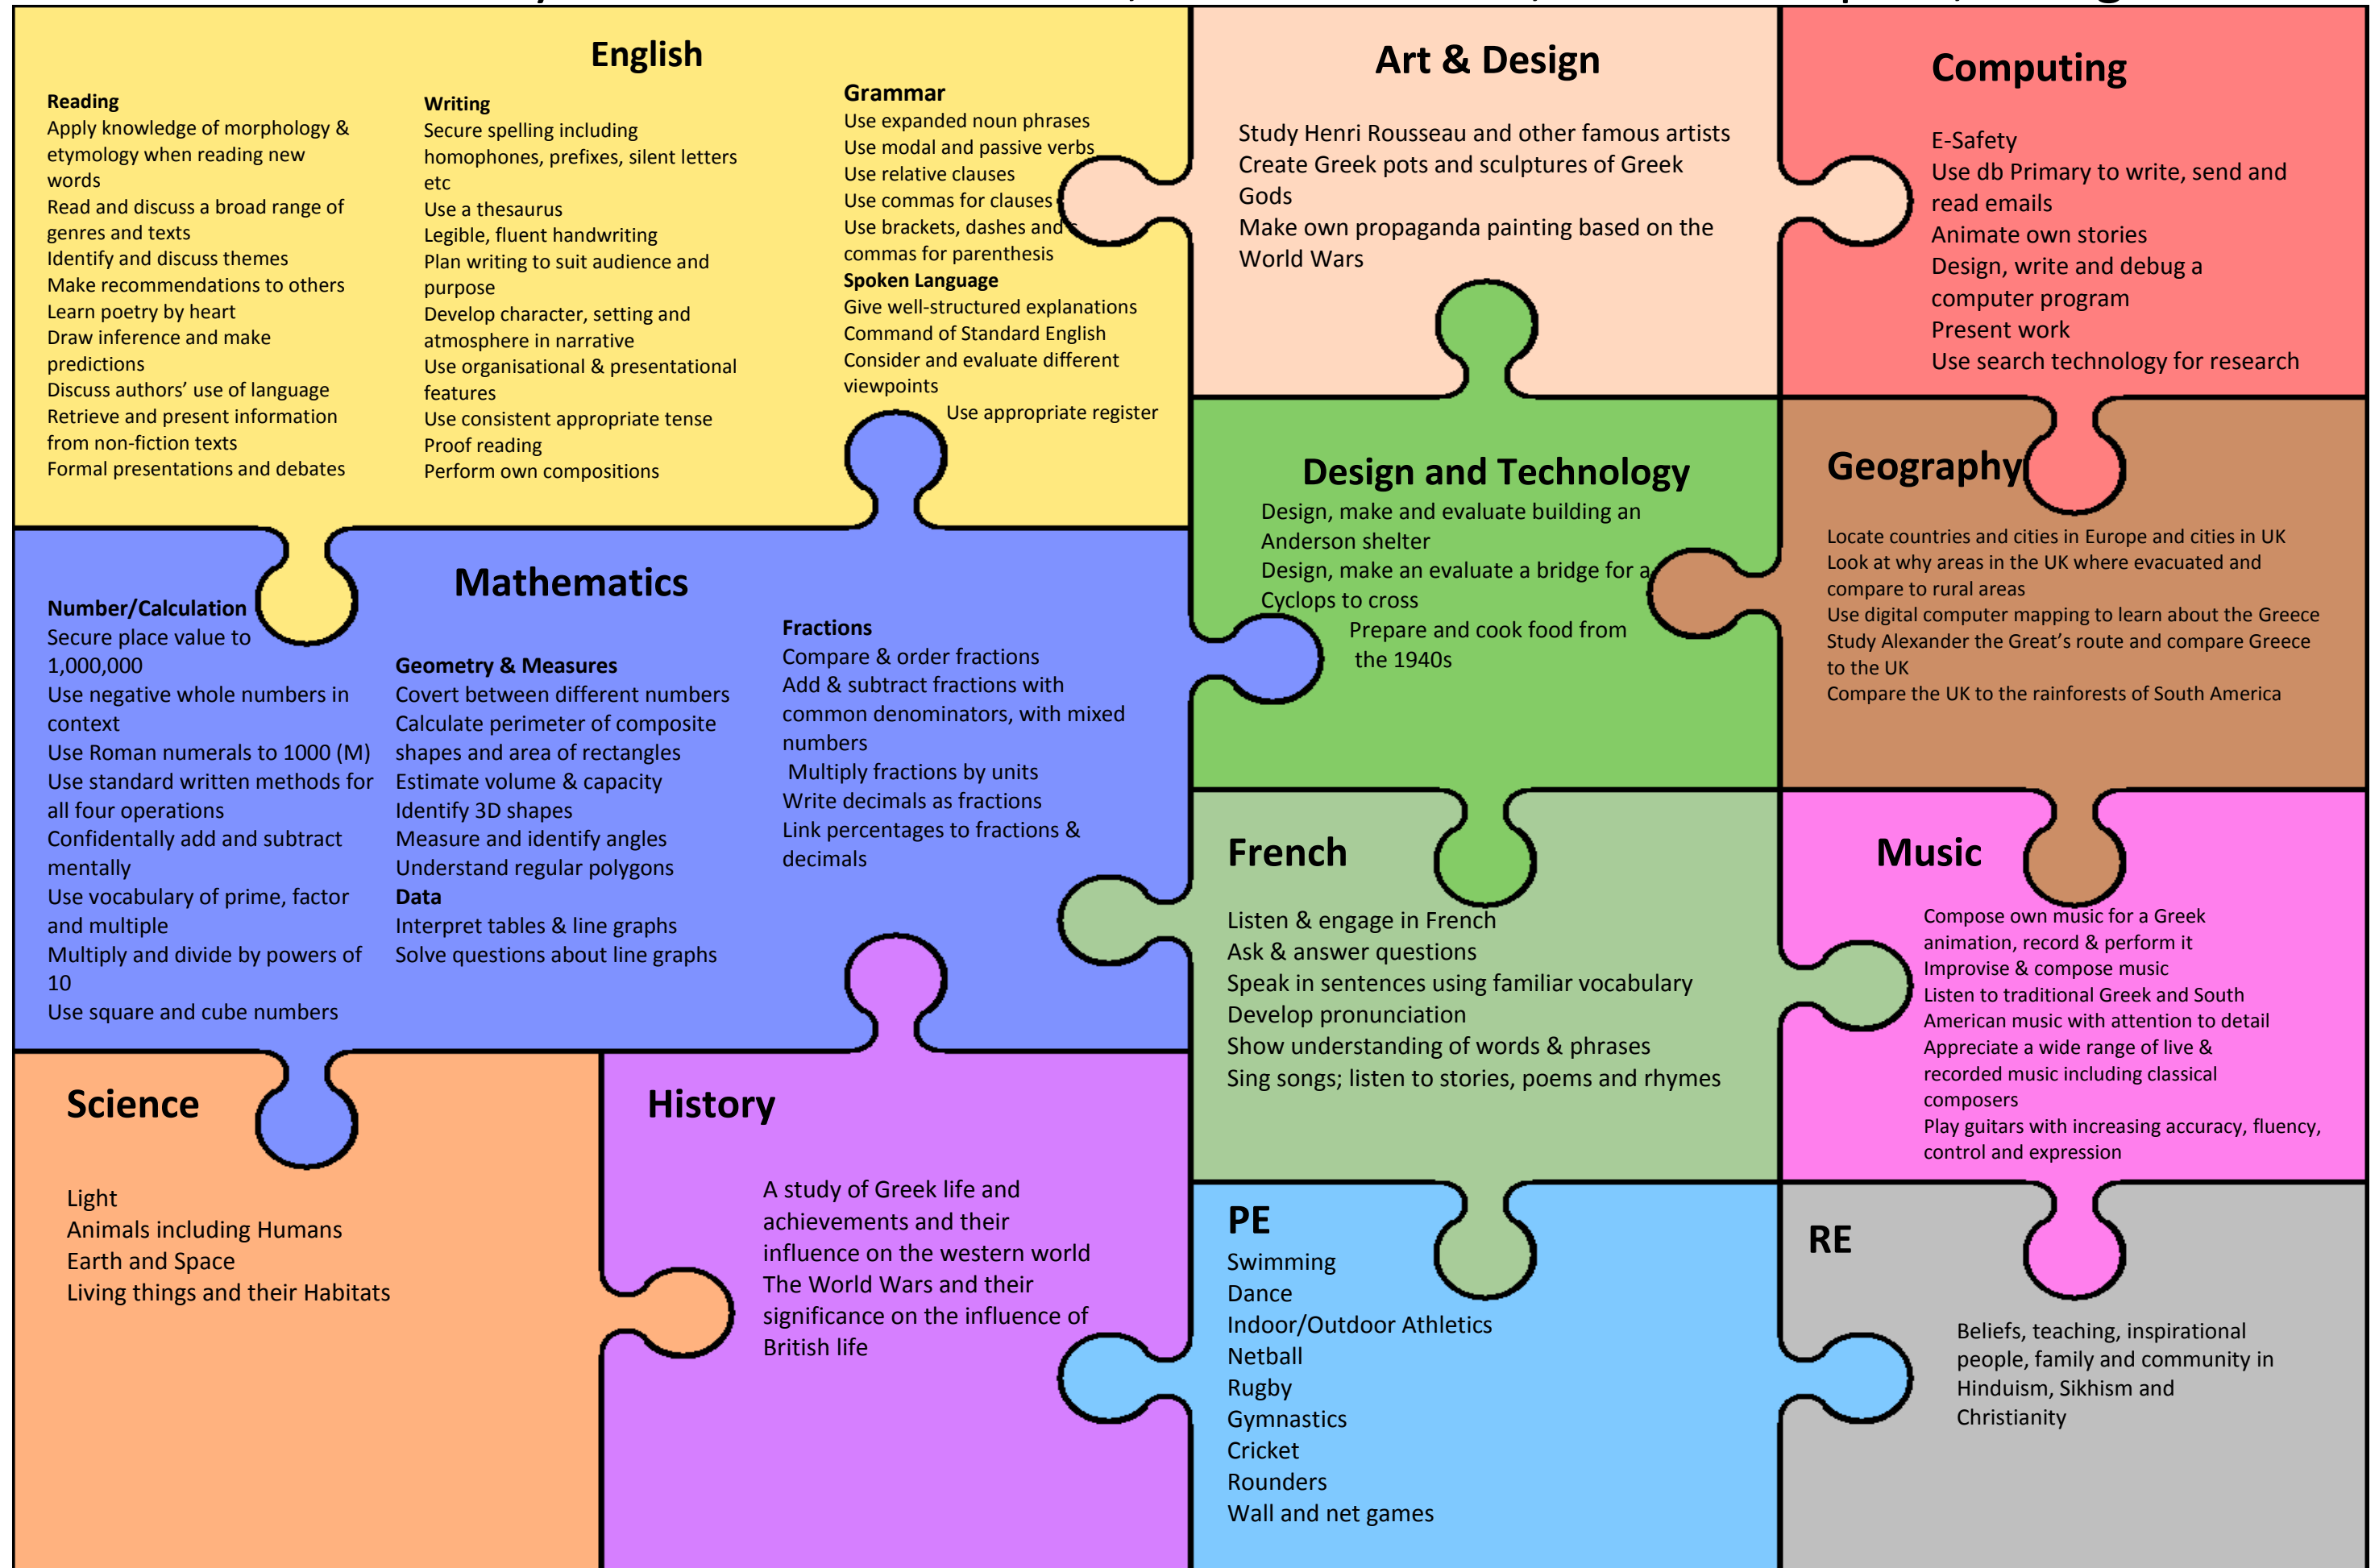 English
Reading
Apply knowledge of morphology &
etymology when reading new
words
Read and discuss a broad range of
genres and texts
Identify and discuss themes
Make recommendations to others
Learn poetry by heart
Draw inference and make
predictions
Discuss authors’ use of language
Retrieve and present information
from non-fiction texts
Formal presentations and debates
Writing
Secure spelling including
homophones, prefixes, silent letters
etc
Use a thesaurus
Legible, fluent handwriting
Plan writing to suit audience and
purpose
Develop character, setting and
atmosphere in narrative
Use organisational & presentational
features
Use consistent appropriate tense
Proof reading
Perform own compositions
Grammar
Use expanded noun phrases
Use modal and passive verbs
Use relative clauses
Use commas for clauses
Use brackets, dashes and
commas for parenthesis
Spoken Language
Give well-structured explanations
Command of Standard English
Consider and evaluate different
viewpoints
Use appropriate register
Art & Design
Study Henri Rousseau and other famous artists
Create Greek pots and sculptures of Greek
Gods
Make own propaganda painting based on the
World Wars
Computing
E-Safety
Use db Primary to write, send and
read emails
Animate own stories
Design, write and debug a
computer program
Present work
Use search technology for research
Mathematics
Number/Calculation
Secure place value to
1,000,000
Use negative whole numbers in
context
Use Roman numerals to 1000 (M)
Use standard written methods for
all four operations
Confidentally add and subtract
mentally
Use vocabulary of prime, factor
and multiple
Multiply and divide by powers of
10
Use square and cube numbers
Geometry & Measures
Covert between different numbers
Calculate perimeter of composite
shapes and area of rectangles
Estimate volume & capacity
Identify 3D shapes
Measure and identify angles
Understand regular polygons
Data
Interpret tables & line graphs
Solve questions about line graphs
Fractions
Compare & order fractions
Add & subtract fractions with
common denominators, with mixed
numbers
Multiply fractions by units
Write decimals as fractions
Link percentages to fractions &
decimals
Design and Technology
Design, make and evaluate building an
Anderson shelter
Design, make an evaluate a bridge for a
Cyclops to cross
Prepare and cook food from
the 1940s
Geography
Locate countries and cities in Europe and cities in UK
Look at why areas in the UK where evacuated and
compare to rural areas
Use digital computer mapping to learn about the Greece
Study Alexander the Great’s route and compare Greece
to the UK
Compare the UK to the rainforests of South America
French
Listen & engage in French
Ask & answer questions
Speak in sentences using familiar vocabulary
Develop pronunciation
Show understanding of words & phrases
Sing songs; listen to stories, poems and rhymes
Music
Compose own music for a Greek
animation, record & perform it
Improvise & compose music
Listen to traditional Greek and South
American music with attention to detail
Appreciate a wide range of live &
recorded music including classical
composers
Play guitars with increasing accuracy, fluency,
control and expression
Science
Light
Animals including Humans
Earth and Space
Living things and their Habitats
History
A study of Greek life and
achievements and their
influence on the western world
The World Wars and their
significance on the influence of
British life
PE
Swimming
Dance
Indoor/Outdoor Athletics
Netball
Rugby
Gymnastics
Cricket
Rounders
Wall and net games
RE
Beliefs, teaching, inspirational
people, family and community in
Hinduism, Sikhism and
Christianity